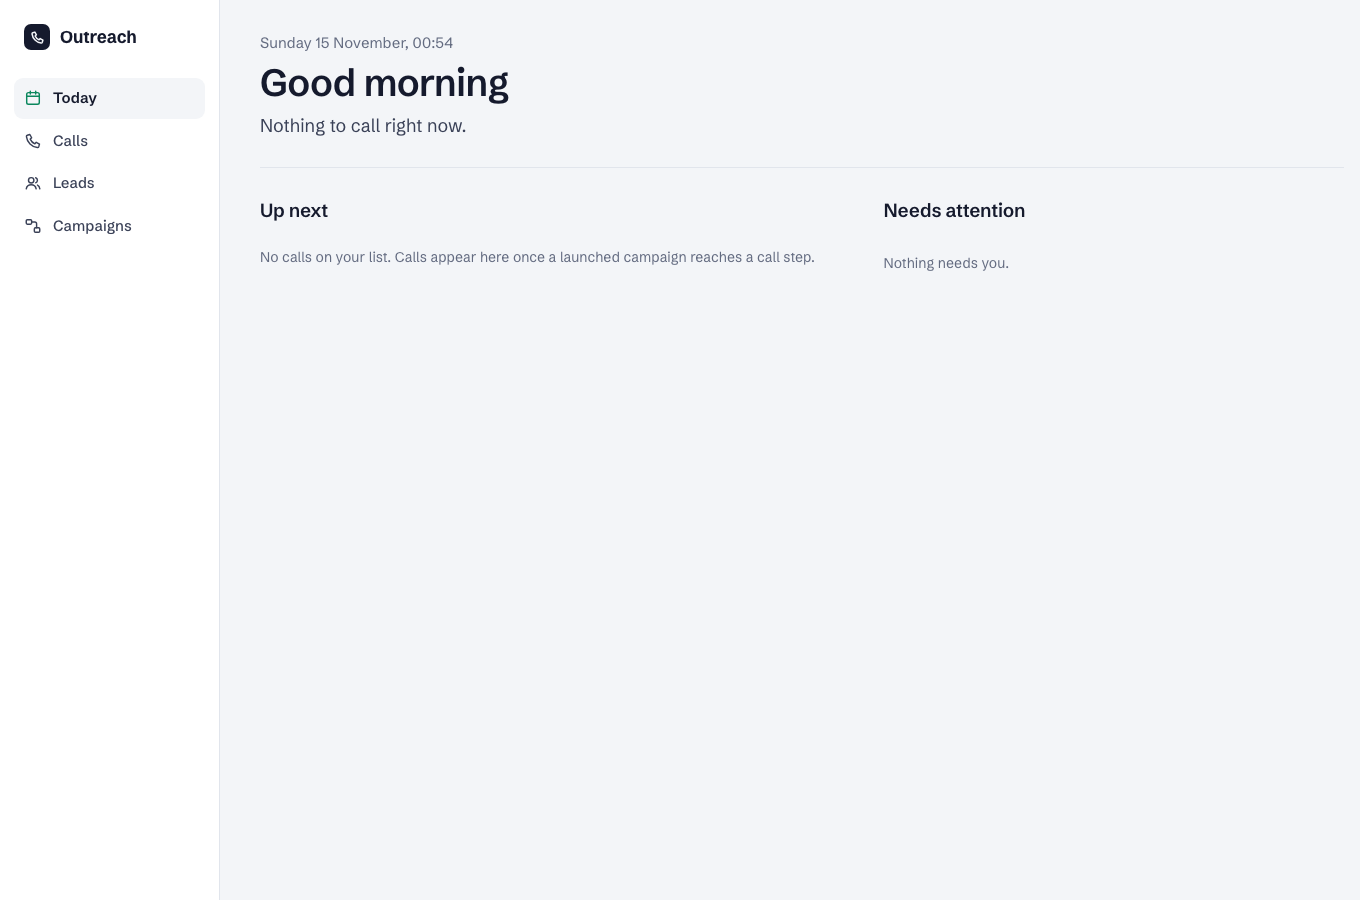 Outreach
Today
Calls
Leads
Campaigns
Sunday 15 November, 00:54
Good morning
Nothing to call right now.
Up next
No calls on your list. Calls appear here once a launched campaign reaches a call step.
Needs attention
Nothing needs you.